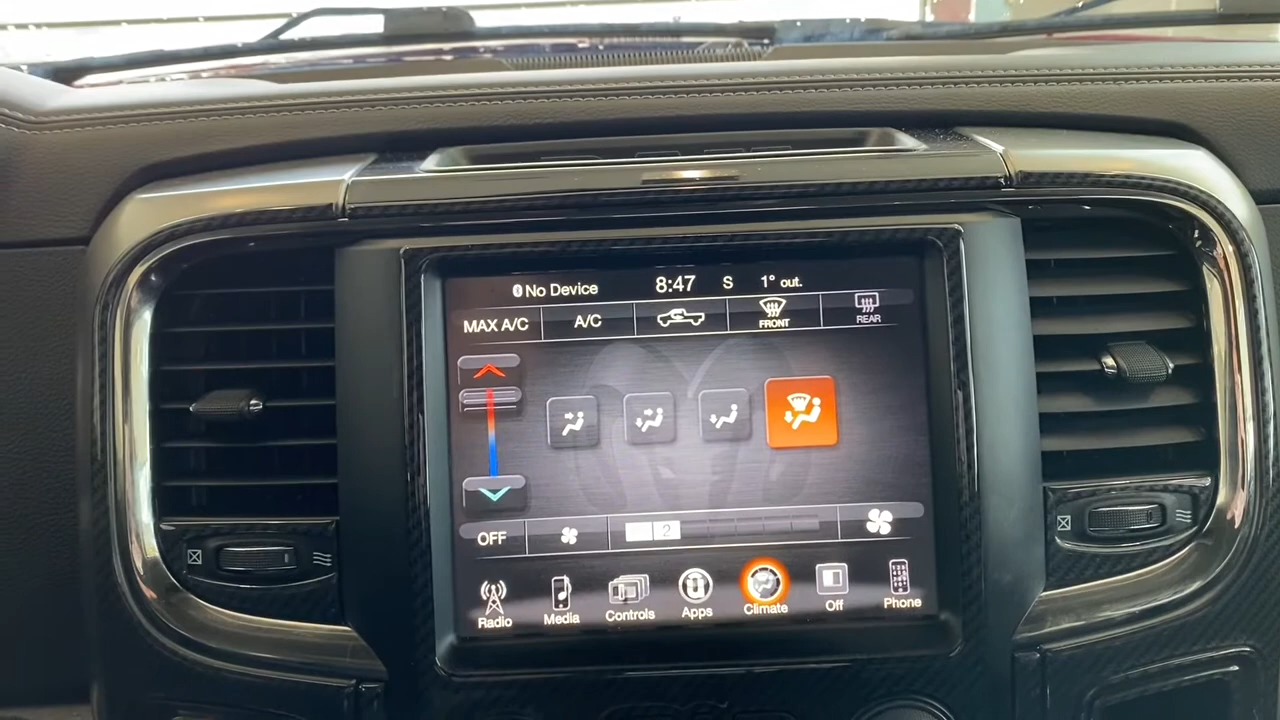 No Device 8:47 S 1° out.
MAX A/C A/C FRONT REAR
OFF 2
Radio Media Controls Apps Climate Off Phone